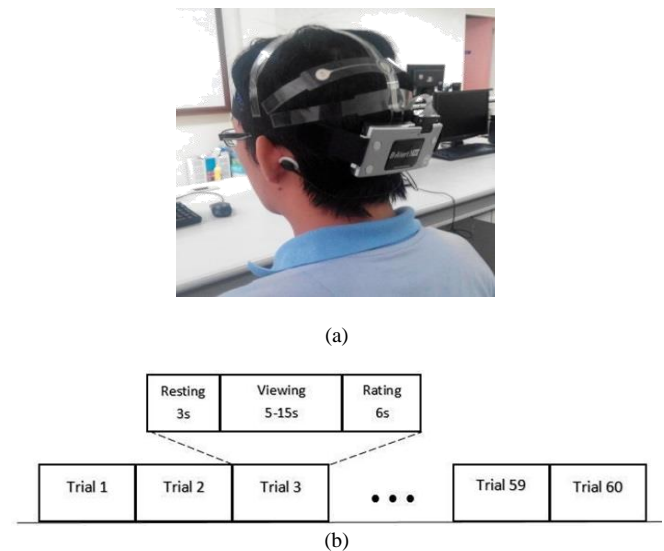 (a)
Resting
3s
Viewing
5-15s
Rating
6s
Trial 1
Trial 2
Trial 3
•••
Trial 59
Trial 60
(b)